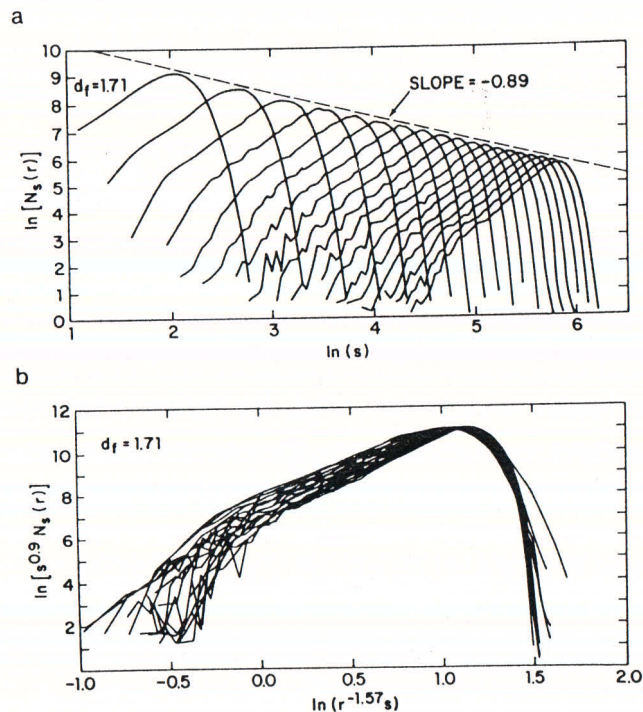 a
10
9
8
7
6
5
4
3
2
1
0
ln [Nₛ(r)]
d_f = 1.71
SLOPE = −0.89
1 2 3 4 5 6
ln (s)
b
12
10
8
6
4
2
ln [s^0.9 Nₛ(r)]
d_f = 1.71
-1.0 -0.5 0.0 0.5 1.0 1.5 2.0
ln (r^-1.57 s)